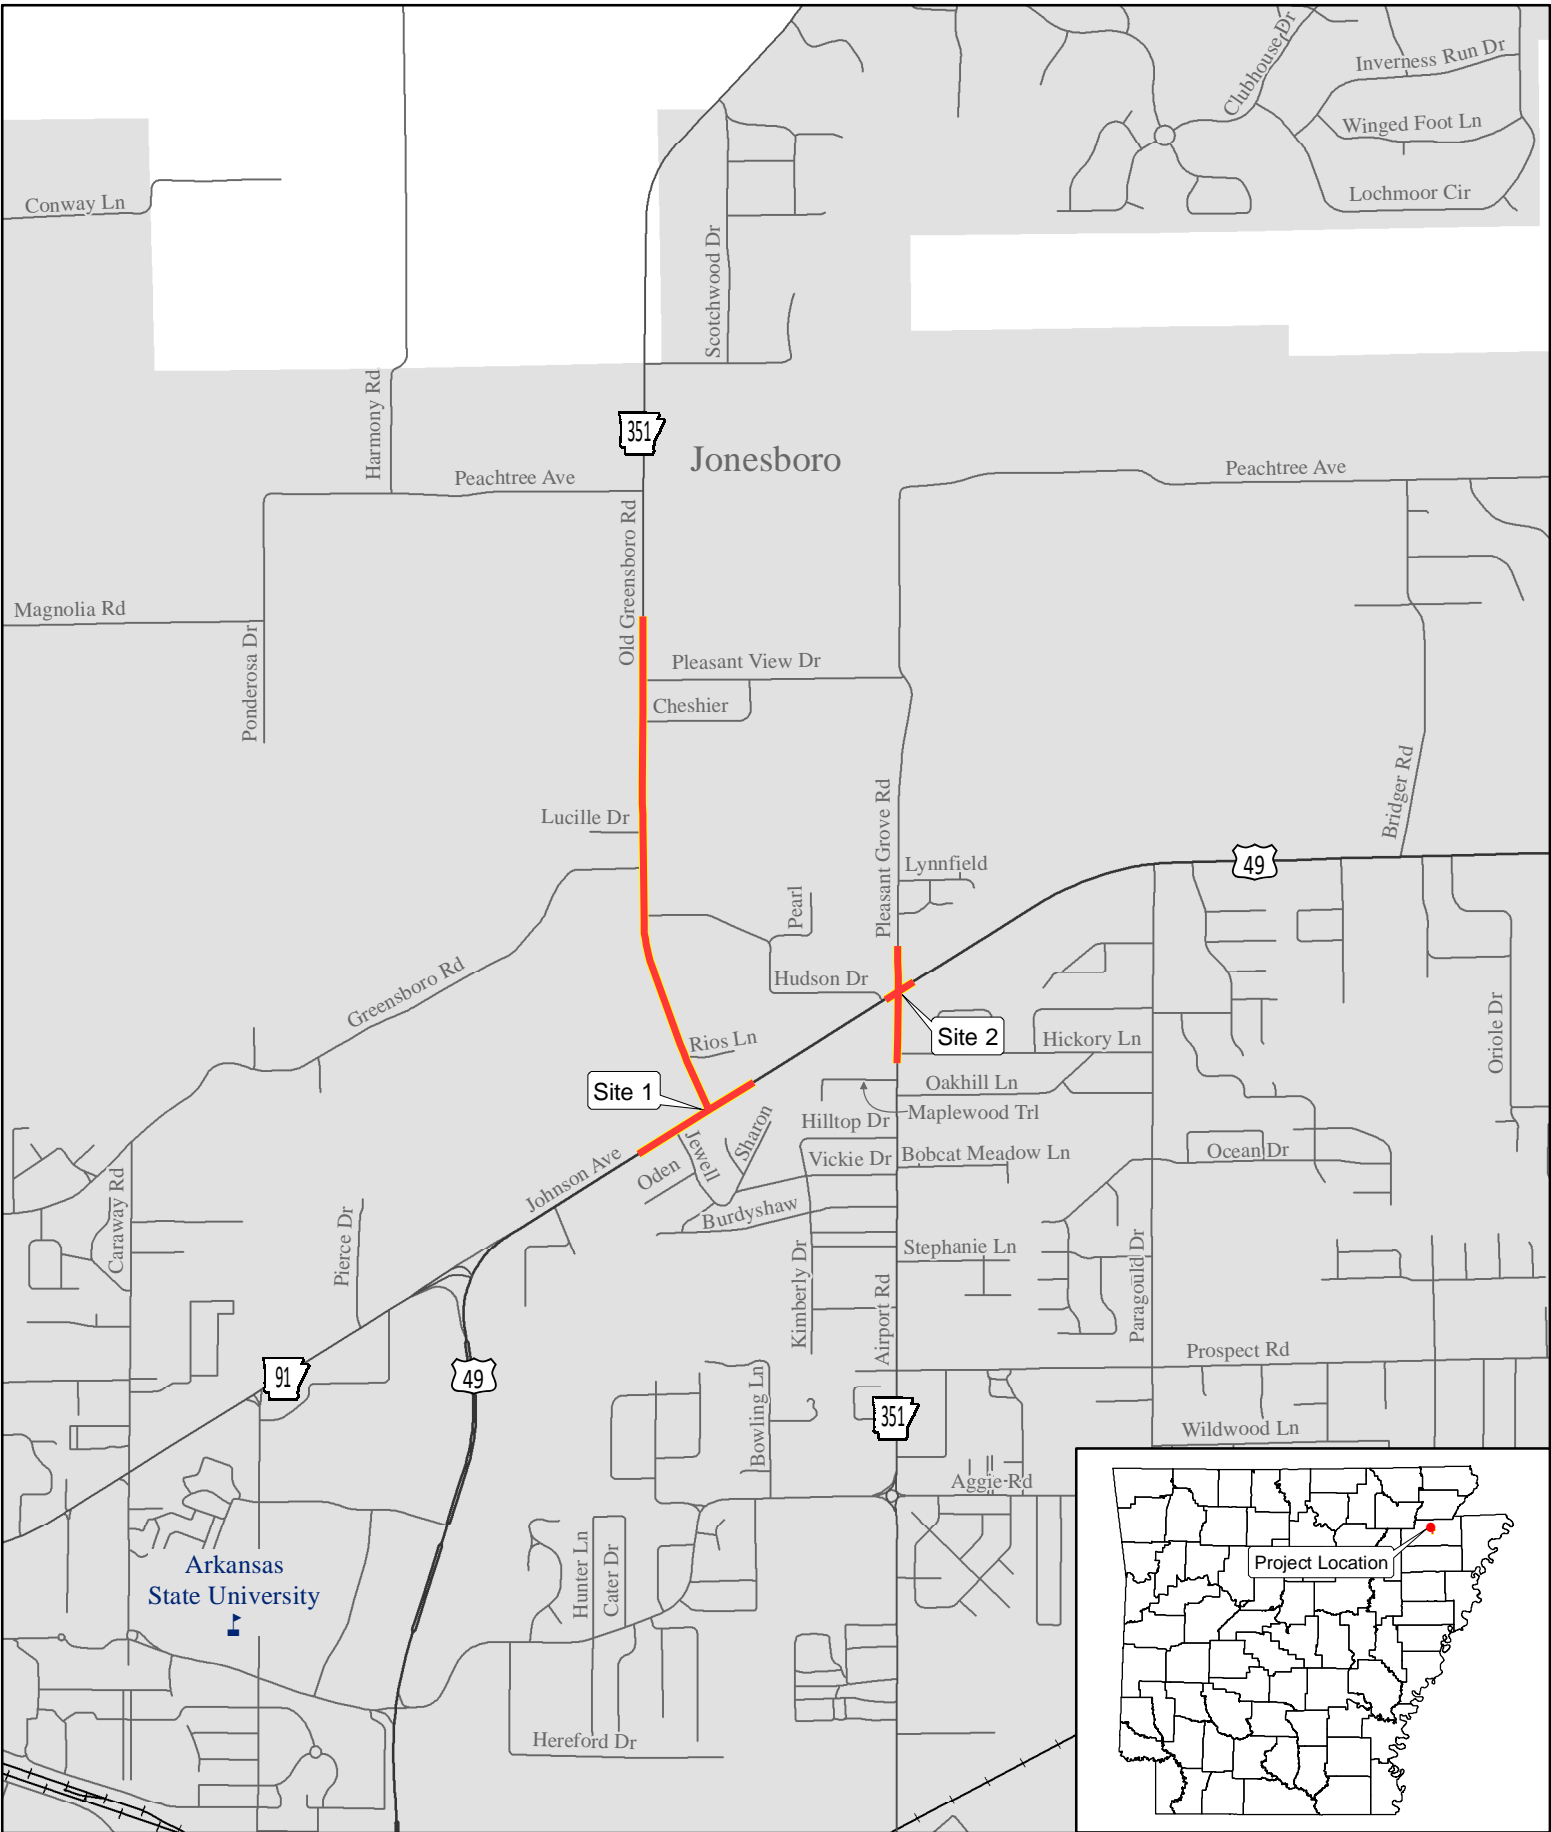 Clubhouse Dr
Inverness Run Dr
Winged Foot Ln
Lochmoor Cir
Conway Ln
Scotchwood Dr
Harmony Rd
351
Jonesboro
Peachtree Ave
Peachtree Ave
Old Greensboro Rd
Magnolia Rd
Ponderosa Dr
Pleasant View Dr
Cheshier
Lucille Dr
Pleasant Grove Rd
Bridger Rd
Lynnfield
49
Pearl
Greensboro Rd
Hudson Dr
Site 2
Rios Ln
Hickory Ln
Oriole Dr
Site 1
Oakhill Ln
Maplewood Trl
Hilltop Dr
Jewell
Sharon
Oden
Johnson Ave
Vickie Dr
Bobcat Meadow Ln
Ocean Dr
Caraway Rd
Burdyshaw
Pierce Dr
Kimberly Dr
Stephanie Ln
Airport Rd
Paragould Dr
Prospect Rd
91
49
Bowling Ln
351
Wildwood Ln
Aggie Rd
Arkansas
State University
Hunter Ln
Cater Dr
Project Location
Hereford Dr